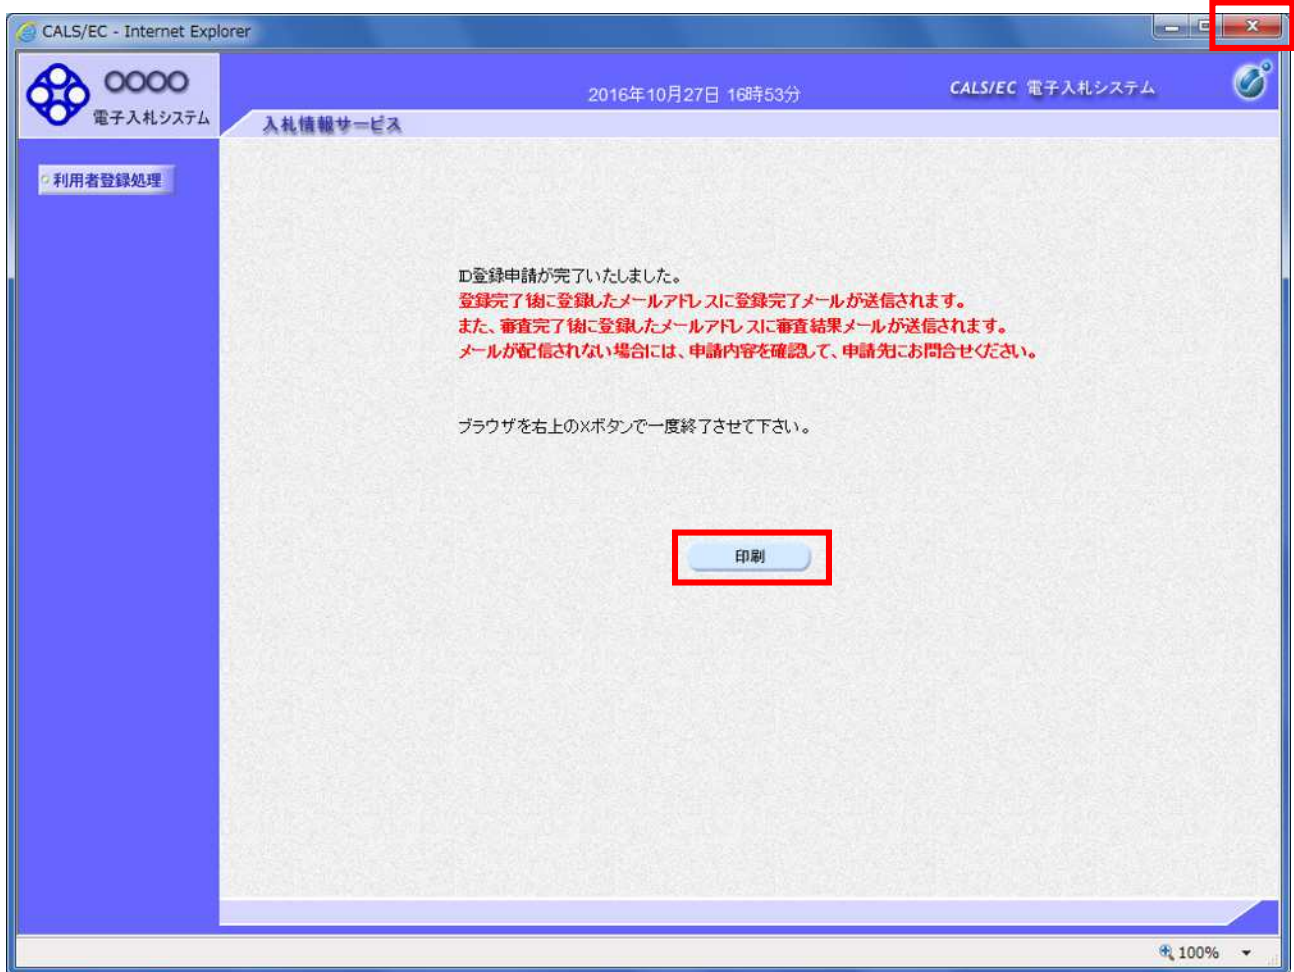 CALS/EC - Internet Explorer
○○○○
電子入札システム
2016年10月27日 16時53分
CALS/EC 電子入札システム
入札情報サービス
利用者登録処理
ID登録申請が完了いたしました。
登録完了後に登録したメールアドレスに登録完了メールが送信されます。
また、審査完了後に登録したメールアドレスに審査結果メールが送信されます。
メールが配信されない場合には、申請内容を確認して、申請先にお問合せください。
ブラウザを右上の×ボタンで一度終了させて下さい。
印刷
100%